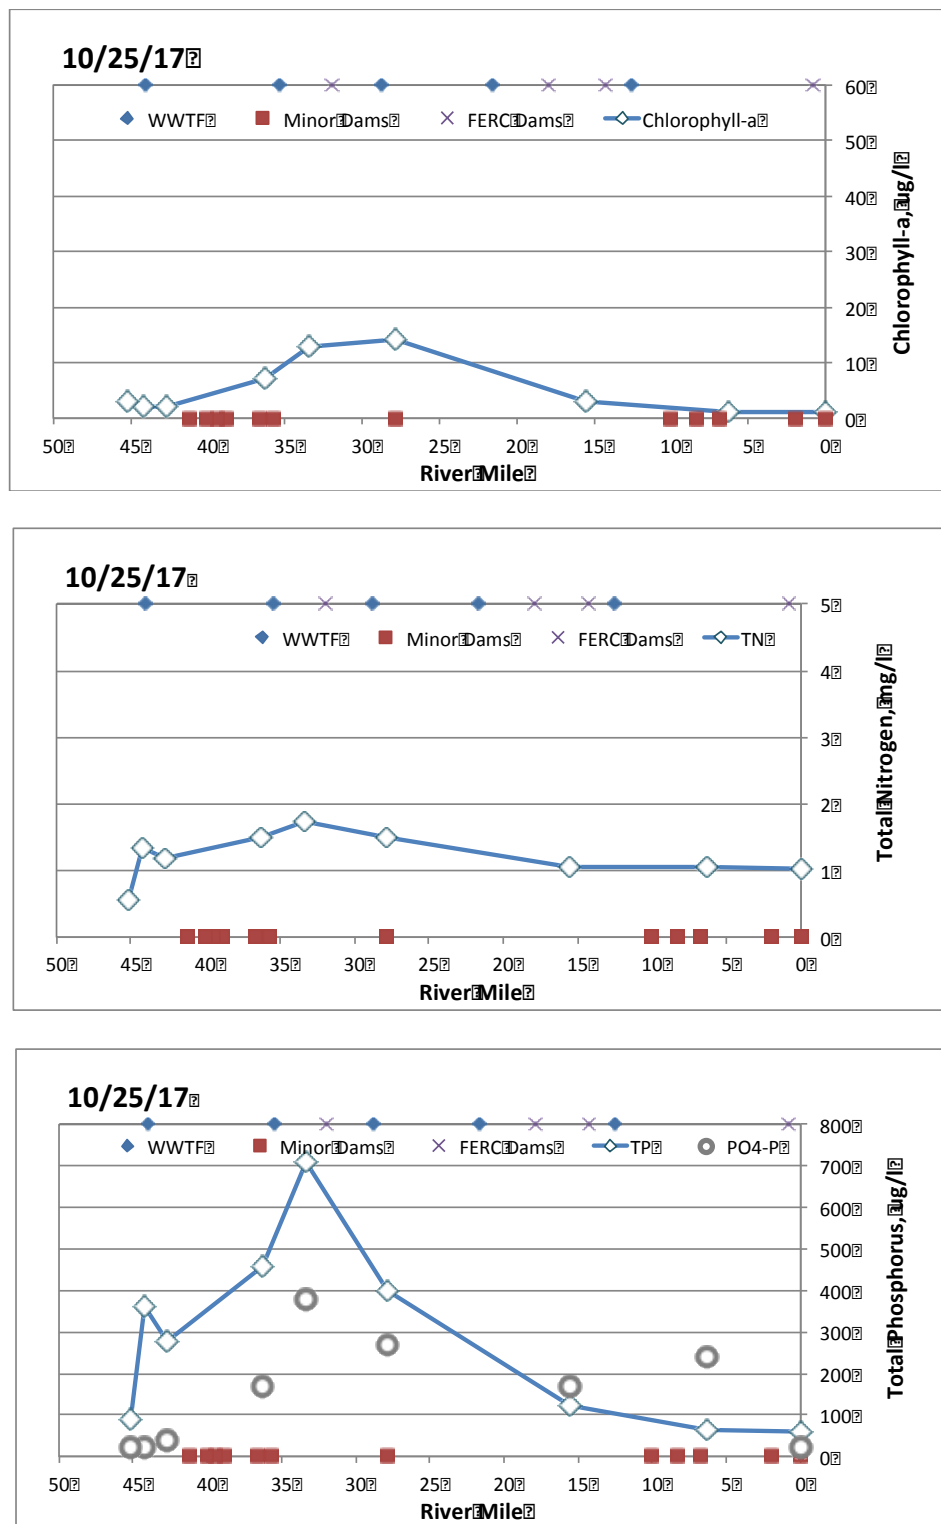 10/25/17
WWTF Minor Dams FERC Dams Chlorophyll-a
60
50
40
30
20
10
0
Chlorophyll-a, ug/l
50 45 40 35 30 25 20 15 10 5 0
River Mile
10/25/17
WWTF Minor Dams FERC Dams TN
5
4
3
2
1
0
Total Nitrogen, mg/l
50 45 40 35 30 25 20 15 10 5 0
River Mile
10/25/17
WWTF Minor Dams FERC Dams TP PO4-P
800
700
600
500
400
300
200
100
0
Total Phosphorus, ug/l
50 45 40 35 30 25 20 15 10 5 0
River Mile